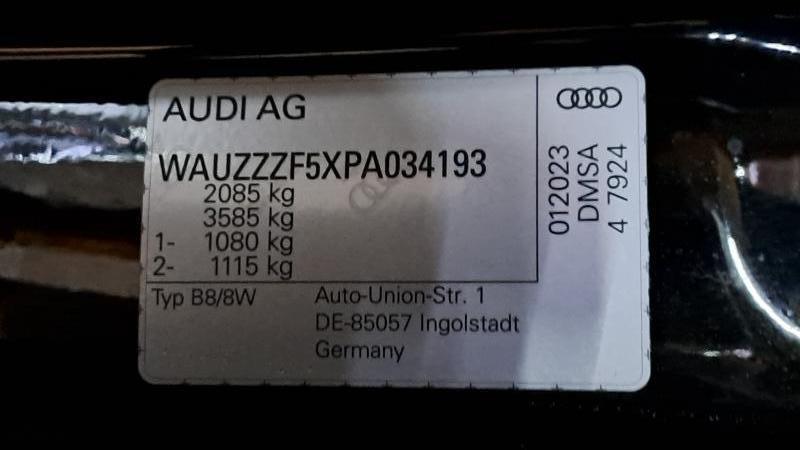 AUDI AG
WAUZZZF5XPA034193
2085 kg
3585 kg
1- 1080 kg
2- 1115 kg
Typ B8/8W
Auto-Union-Str. 1
DE-85057 Ingolstadt
Germany
012023
DMSA
4 7924